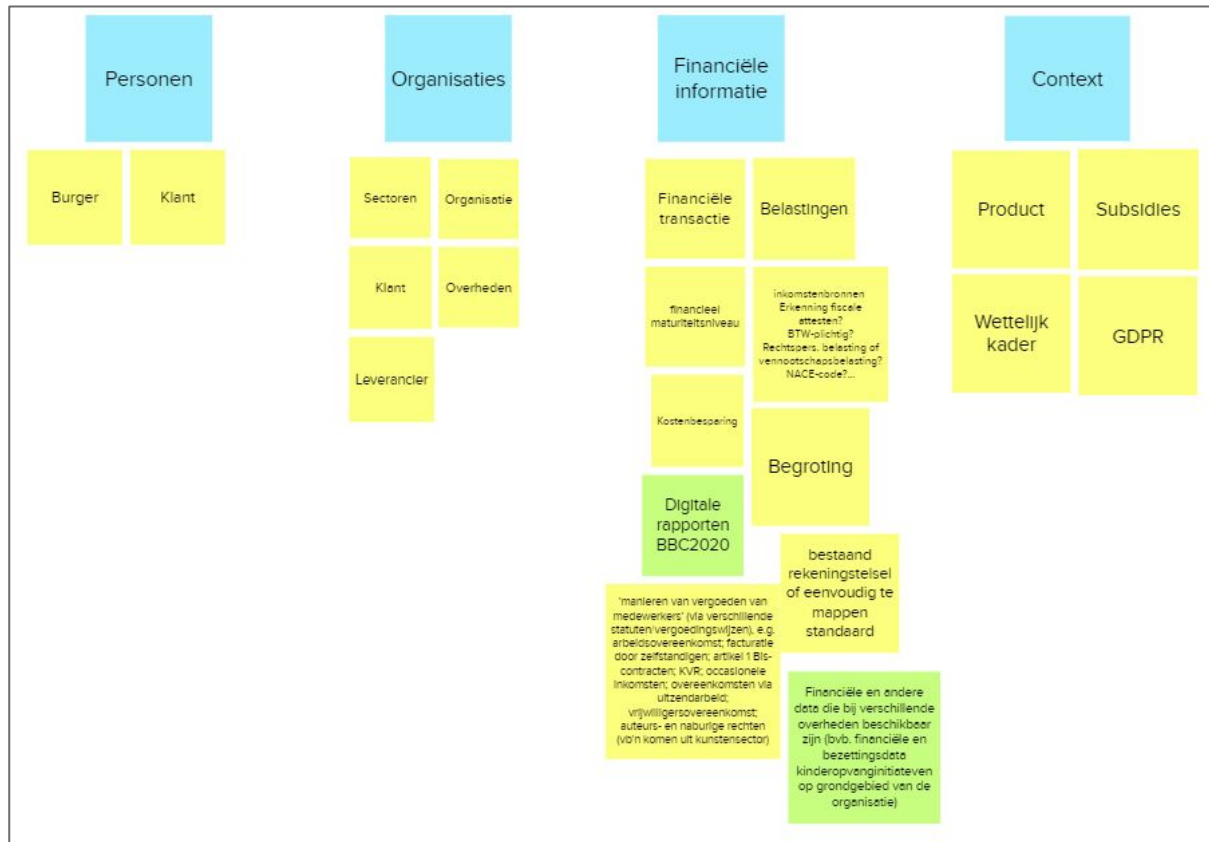 Personen
Burger
Klant
Organisaties
Sectoren
Organisatie
Klant
Overheden
Leverancier
Financiële
informatie
Financiële
transactie
Belastingen
financieel
maturiteitsniveau
inkomstenbronnen
Erkenning fiscale
attesten?
BTW-plichtig?
Rechtspers. belasting of
vennootschapsbelasting?
NACE-code?...
Kostenbesparing
Begroting
Digitale
rapporten
BBC2020
bestaand
rekeningstelsel
of eenvoudig te
mappen
standaard
'manieren van vergoeden van
medewerkers' (via verschillende
statuten/vergoedingswijzen), e.g.
arbeidsovereenkomst; facturatie
door zelfstandigen; artikel 1 Bis-
contracten; KVR; occasionele
inkomsten; overeenkomsten via
uitzendarbeid;
vrijwilligersovereenkomst;
auteurs- en naburige rechten
(vb'n komen uit kunstensector)
Financiële en andere
data die bij verschillende
overheden beschikbaar
zijn (bvb. financiële en
bezettingsdata
kinderopvanginitiateven
op grondgebied van de
organisatie)
Context
Product
Subsidies
Wettelijk
kader
GDPR